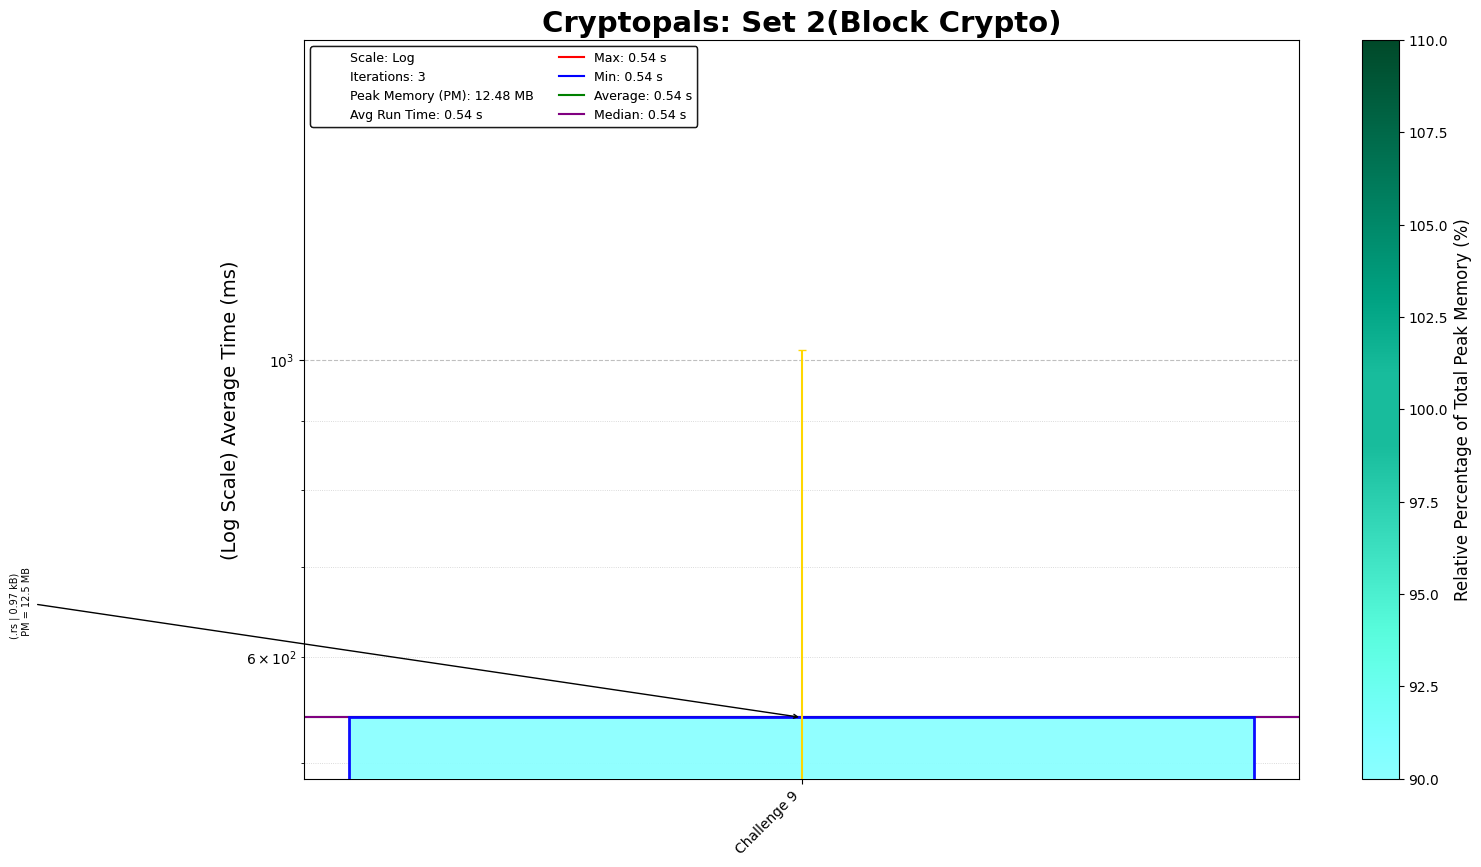 Cryptopals: Set 2(Block Crypto)
Scale: Log
Iterations: 3
Peak Memory (PM): 12.48 MB
Avg Run Time: 0.54 s
Max: 0.54 s
Min: 0.54 s
Average: 0.54 s
Median: 0.54 s
(Log Scale) Average Time (ms)
10³
6 × 10²
(.rs | 0.97 kB)
PM = 12.5 MB
Challenge 9
110.0
107.5
105.0
102.5
100.0
97.5
95.0
92.5
90.0
Relative Percentage of Total Peak Memory (%)